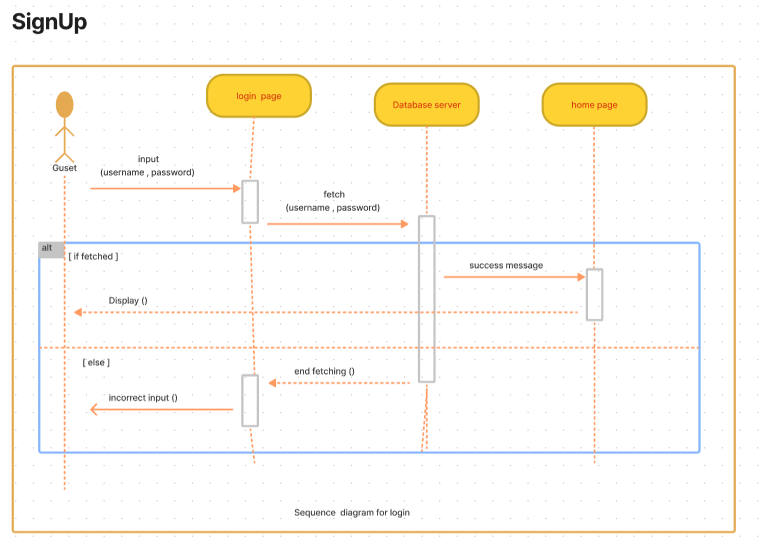 SignUp
login page
Database server
home page
Guset
input
(username , password)
fetch
(username , password)
alt
[ if fetched ]
success message
Display ()
[ else ]
end fetching ()
incorrect input ()
Sequence diagram for login